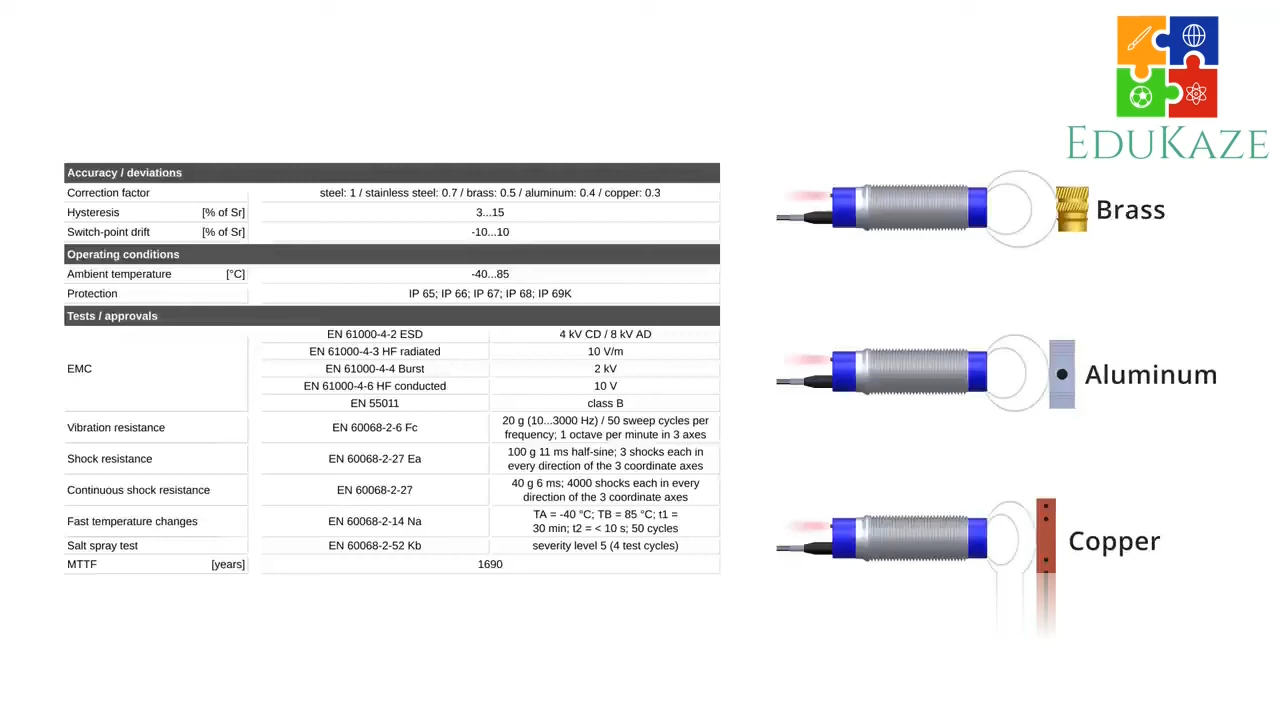 EDUKAZE
Accuracy / deviations
Correction factor steel: 1 / stainless steel: 0.7 / brass: 0.5 / aluminum: 0.4 / copper: 0.3
Hysteresis [% of Sr] 3...15
Switch-point drift [% of Sr] -10...10
Operating conditions
Ambient temperature [°C] -40...85
Protection IP 65; IP 66; IP 67; IP 68; IP 69K
Tests / approvals
EMC
EN 61000-4-2 ESD 4 kV CD / 8 kV AD
EN 61000-4-3 HF radiated 10 V/m
EN 61000-4-4 Burst 2 kV
EN 61000-4-6 HF conducted 10 V
EN 55011 class B
Vibration resistance EN 60068-2-6 Fc 20 g (10...3000 Hz) / 50 sweep cycles per
frequency; 1 octave per minute in 3 axes
Shock resistance EN 60068-2-27 Ea 100 g 11 ms half-sine; 3 shocks each in
every direction of the 3 coordinate axes
Continuous shock resistance EN 60068-2-27 40 g 6 ms; 4000 shocks each in every
direction of the 3 coordinate axes
Fast temperature changes EN 60068-2-14 Na TA = -40 °C; TB = 85 °C; t1 =
30 min; t2 = < 10 s; 50 cycles
Salt spray test EN 60068-2-52 Kb severity level 5 (4 test cycles)
MTTF [years] 1690
Brass
Aluminum
Copper